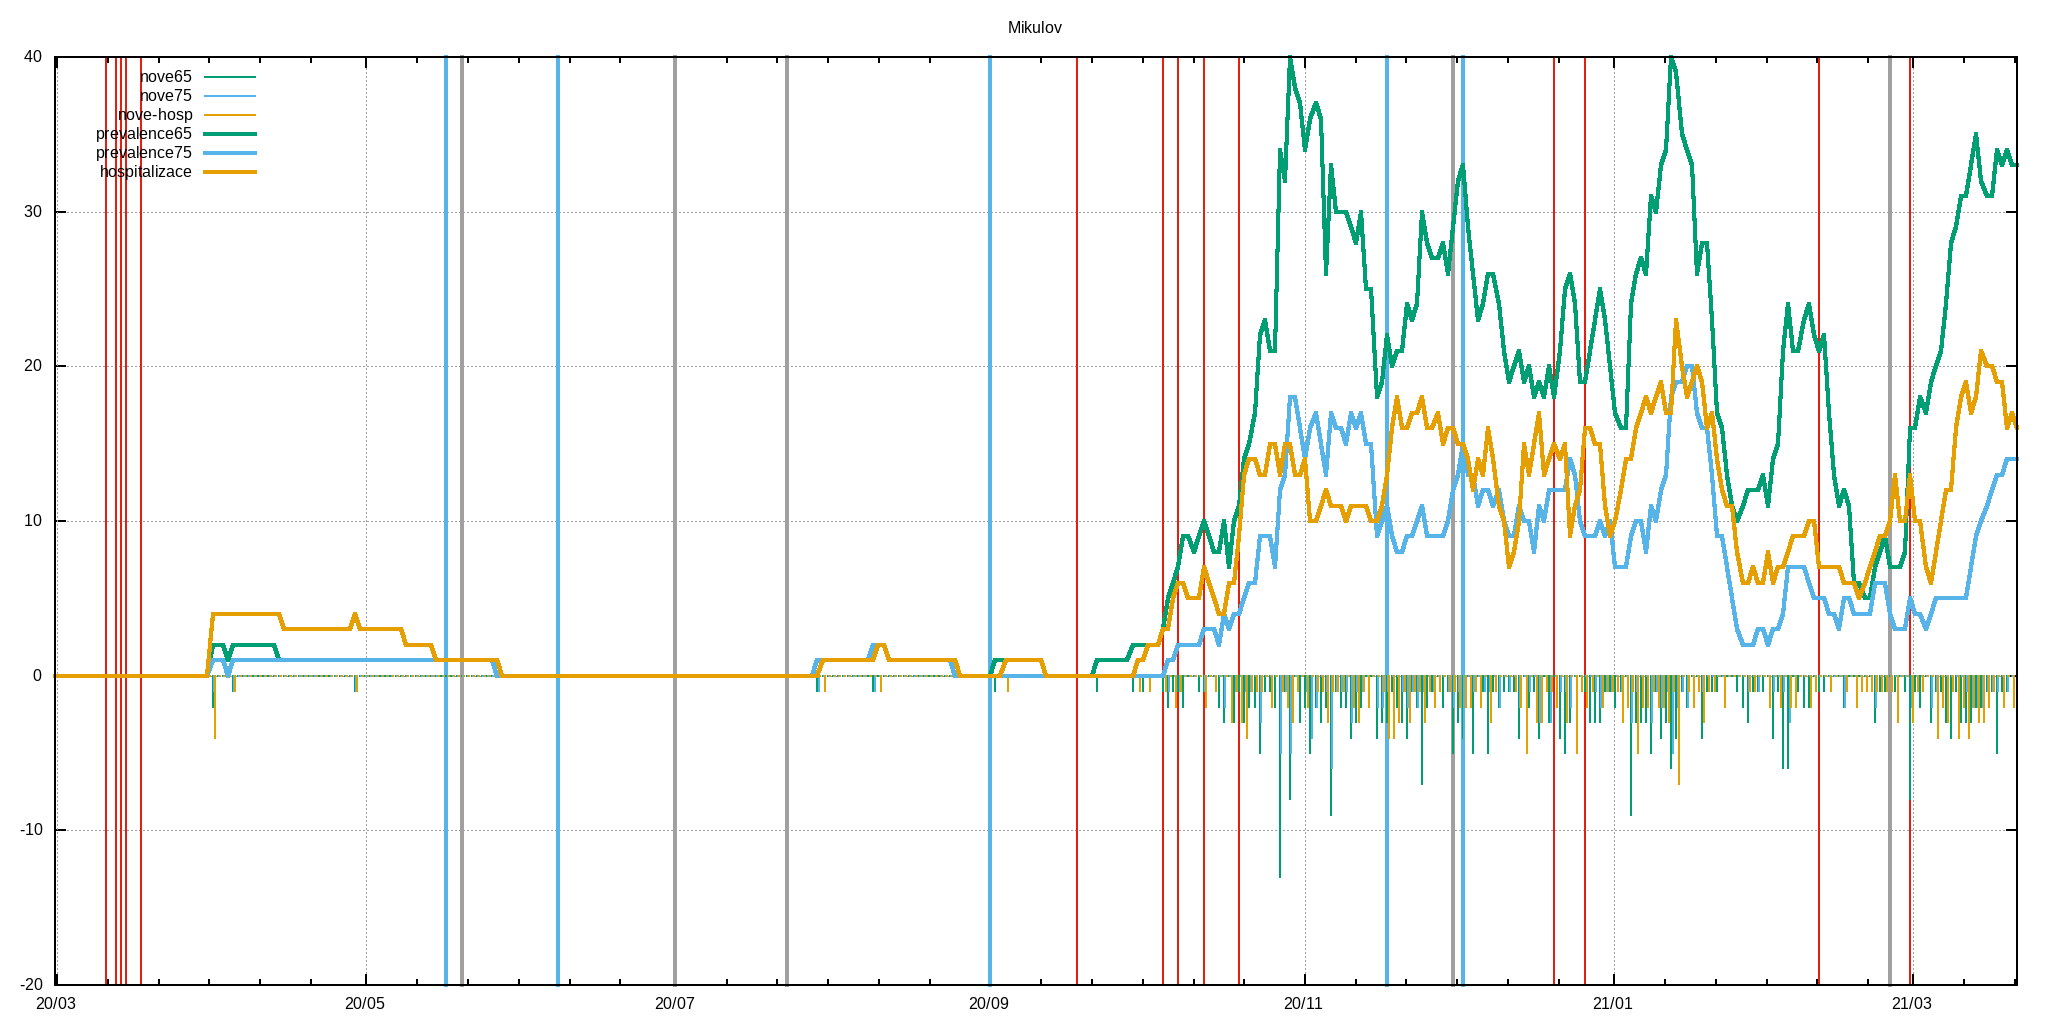 Mikulov
40
nove65
nove75
nove-hosp
prevalence65
prevalence75
hospitalizace
30
20
10
0
-10
-20
20/03 20/05 20/07 20/09 20/11 21/01 21/03